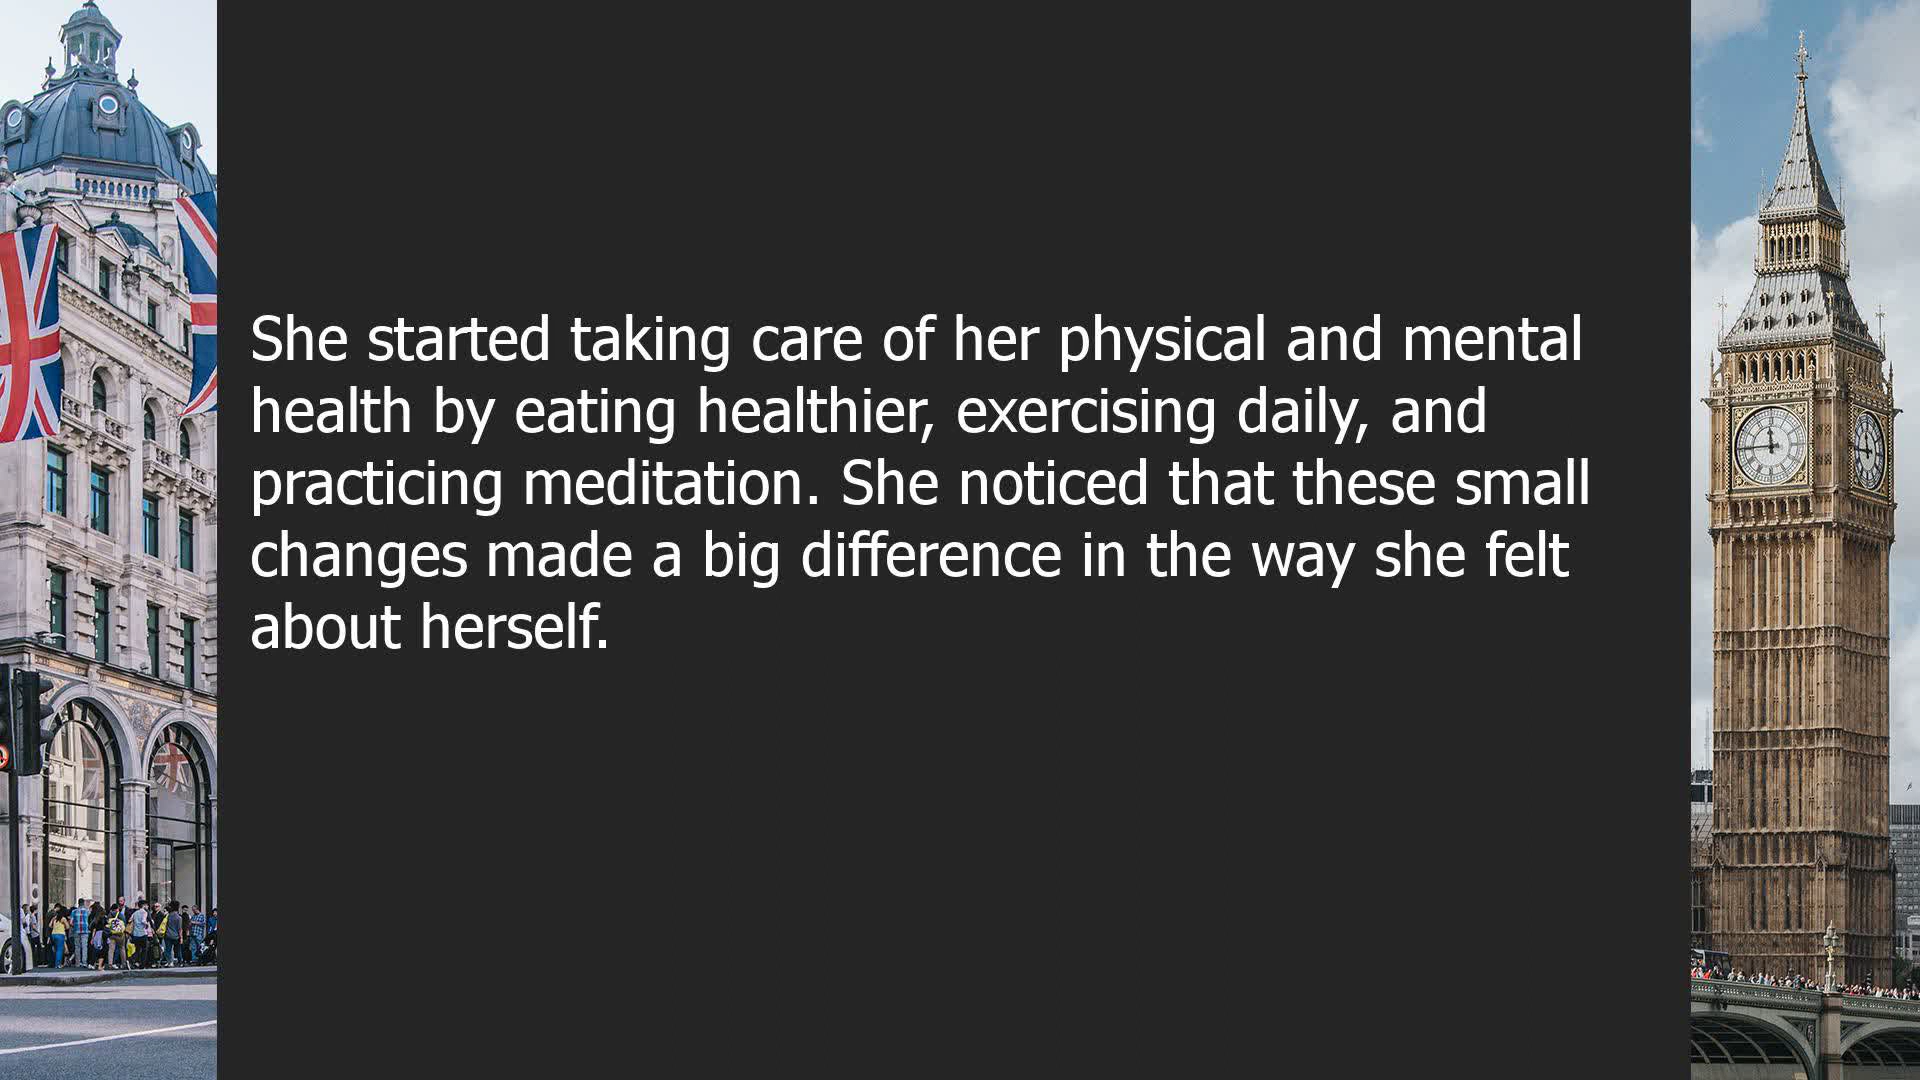 She started taking care of her physical and mental
health by eating healthier, exercising daily, and
practicing meditation. She noticed that these small
changes made a big difference in the way she felt
about herself.